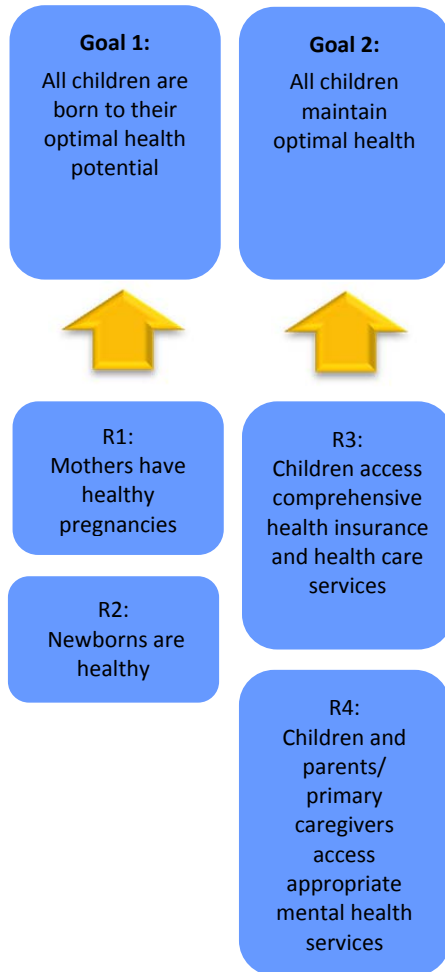 Goal 1:
All children are
born to their
optimal health
potential
Goal 2:
All children
maintain
optimal health
R1:
Mothers have
healthy
pregnancies
R2:
Newborns are
healthy
R3:
Children access
comprehensive
health insurance
and health care
services
R4:
Children and
parents/
primary
caregivers
access
appropriate
mental health
services